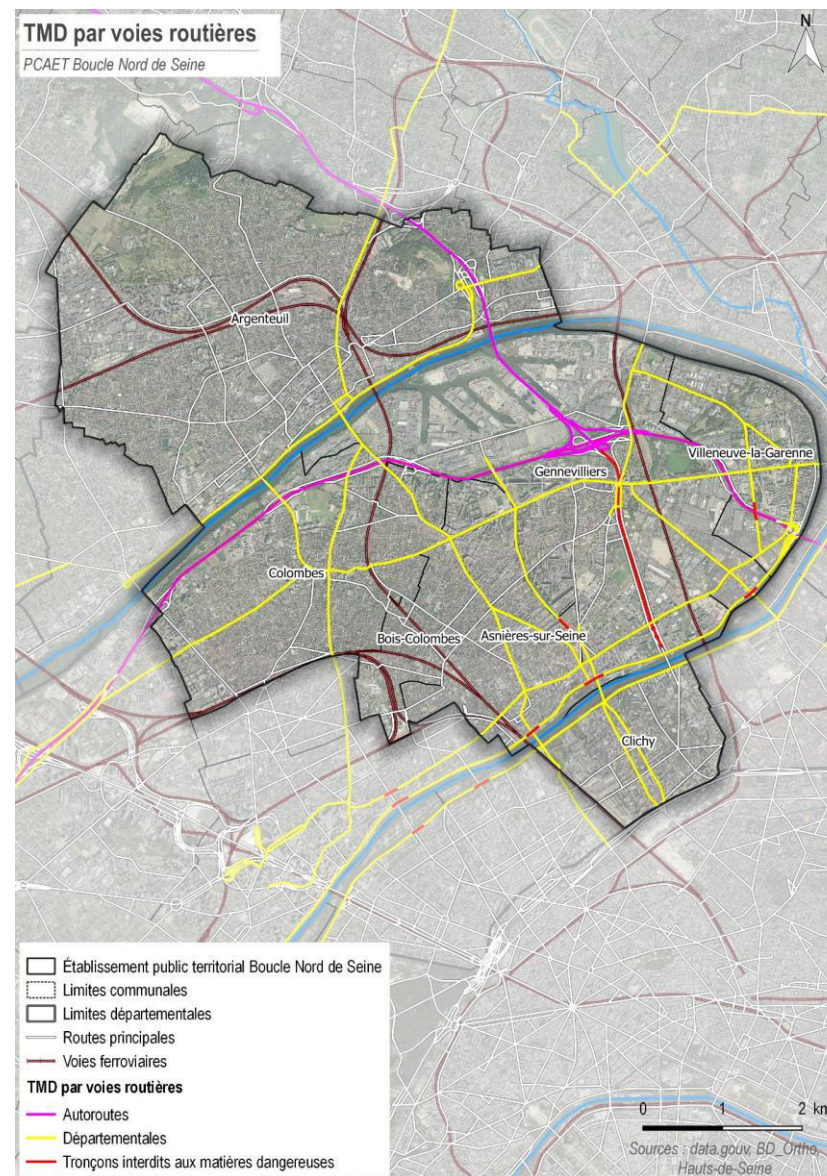 TMD par voies routières
PCAET Boucle Nord de Seine
N
Argenteuil
Villeneuve-la-Garenne
Gennevilliers
Colombes
Bois-Colombes
Asnières-sur-Seine
Clichy
Établissement public territorial Boucle Nord de Seine
Limites communales
Limites départementales
Routes principales
Voies ferroviaires
TMD par voies routières
Autoroutes
Départementales
Tronçons interdits aux matières dangereuses
0 1 2 km
Sources : data.gouv, BD_Ortho,
Hauts-de-Seine